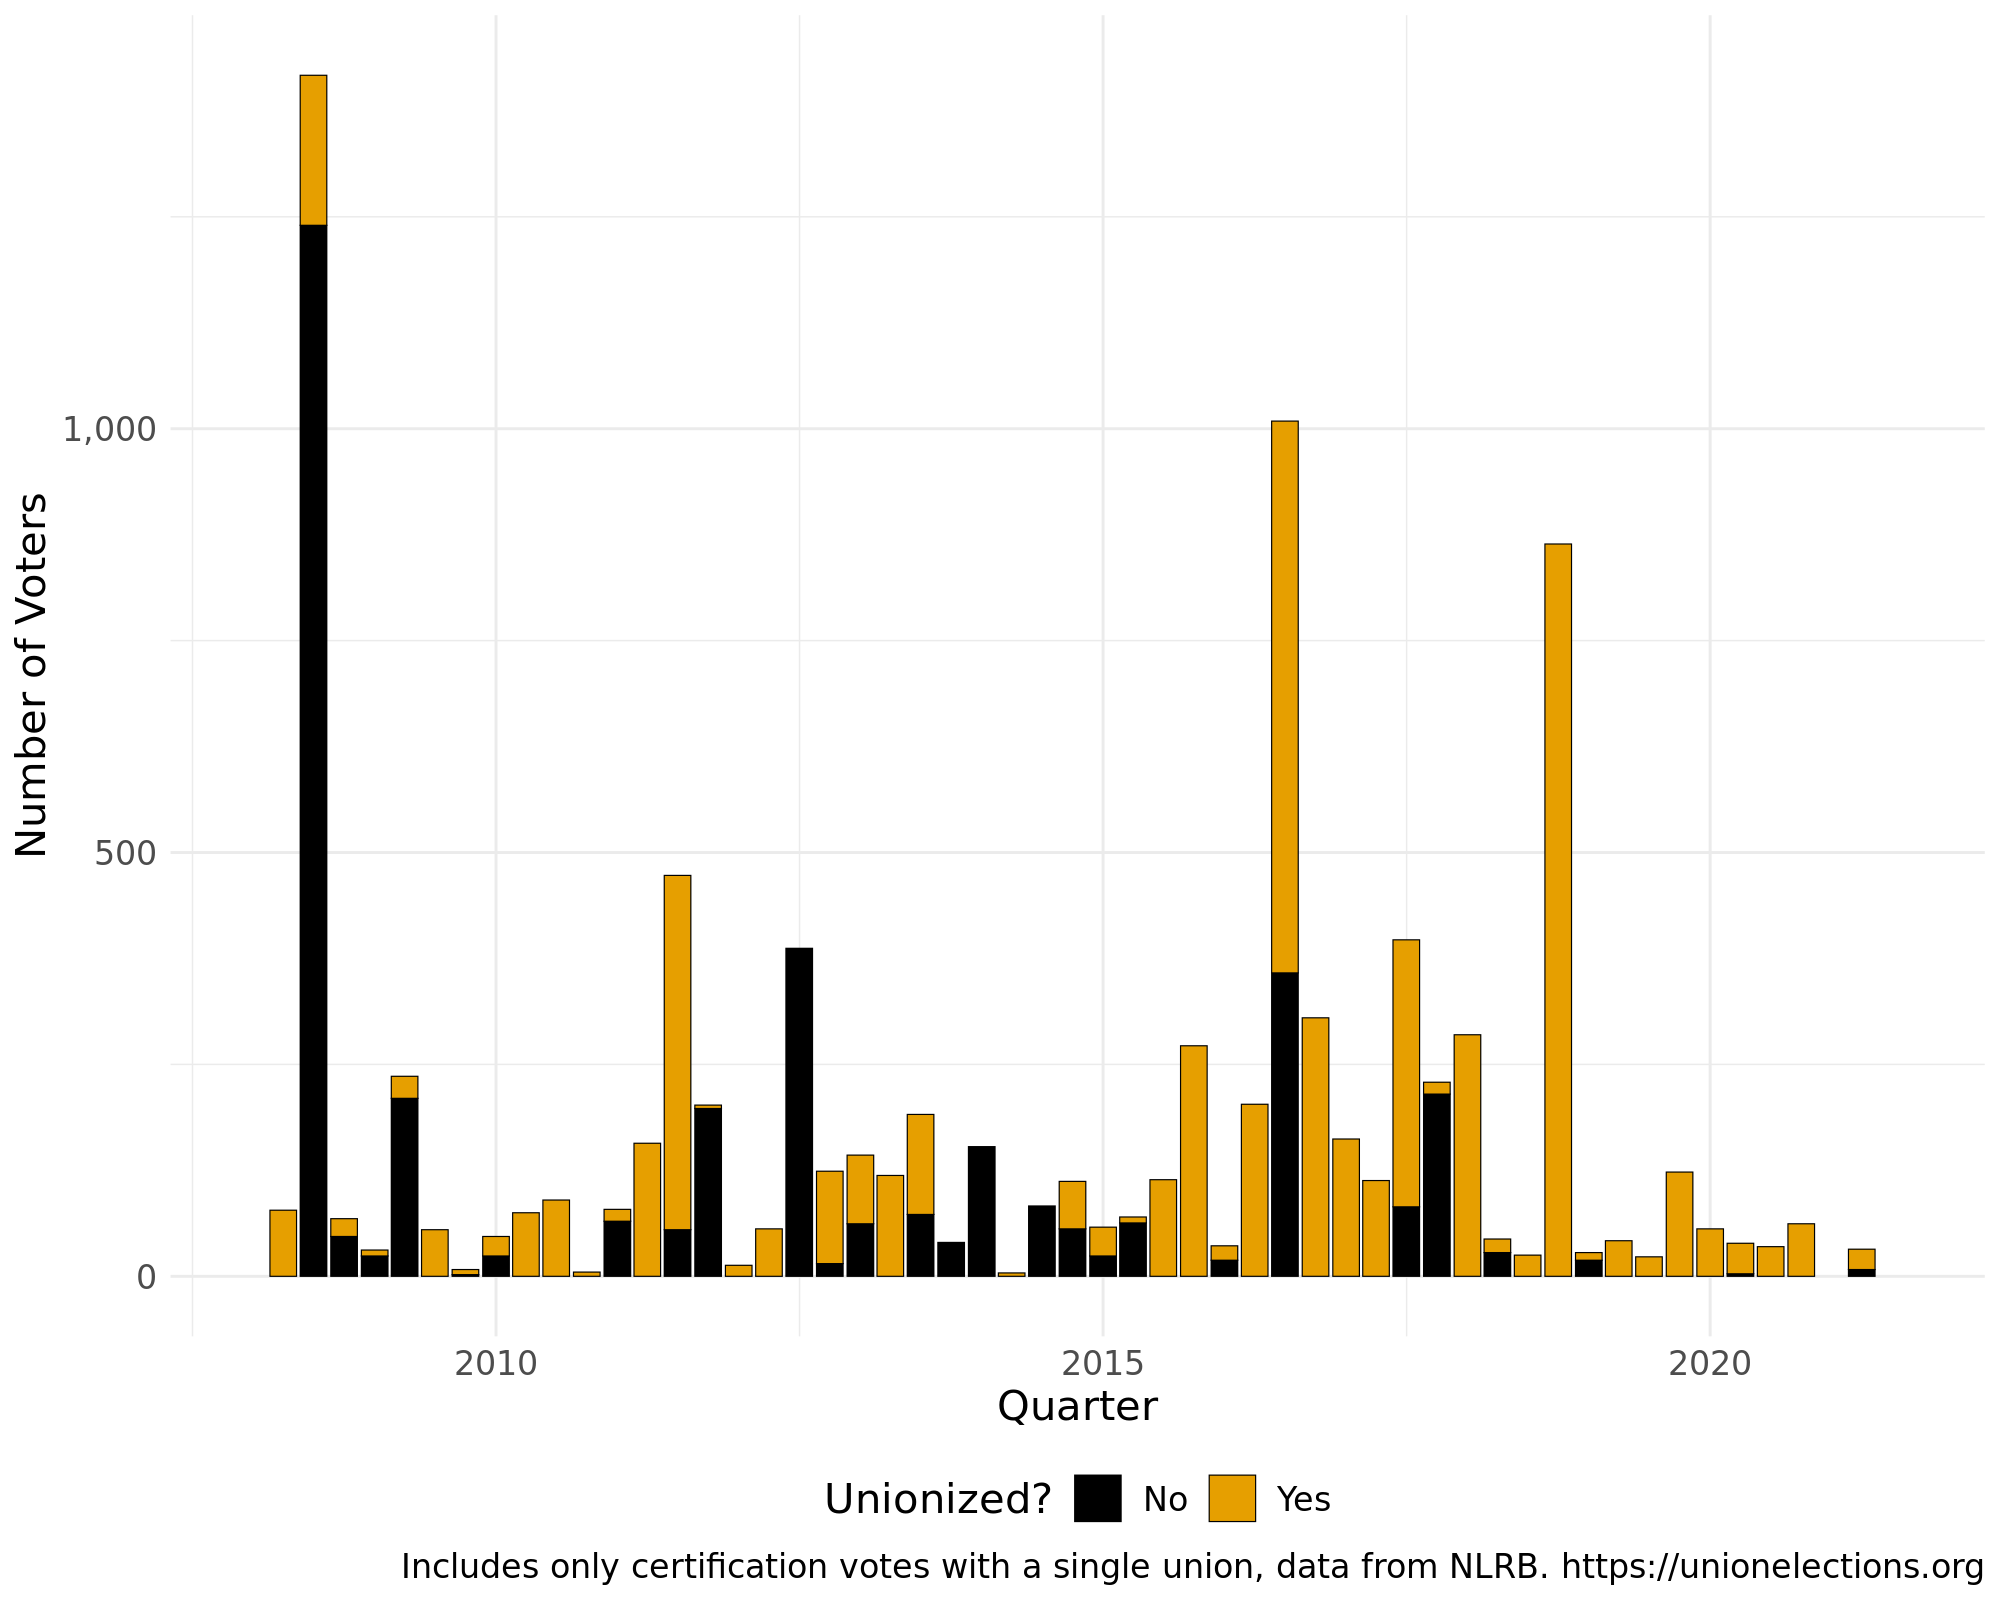 Number of Voters
1,000
500
0
2010 2015 2020
Quarter
Unionized? No Yes
Includes only certification votes with a single union, data from NLRB. https://unionelections.org